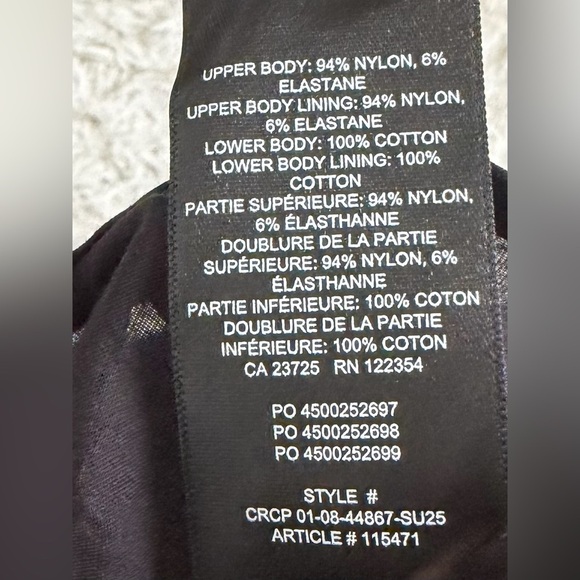 UPPER BODY: 94% NYLON, 6%
ELASTANE
UPPER BODY LINING: 94% NYLON,
6% ELASTANE
LOWER BODY: 100% COTTON
LOWER BODY LINING: 100%
COTTON
PARTIE SUPÉRIEURE: 94% NYLON,
6% ÉLASTHANNE
DOUBLURE DE LA PARTIE
SUPÉRIEURE: 94% NYLON, 6%
ÉLASTHANNE
PARTIE INFÉRIEURE: 100% COTON
DOUBLURE DE LA PARTIE
INFÉRIEURE: 100% COTON
CA 23725 RN 122354
PO 4500252697
PO 4500252698
PO 4500252699
STYLE #
CRCP 01-08-44867-SU25
ARTICLE # 115471